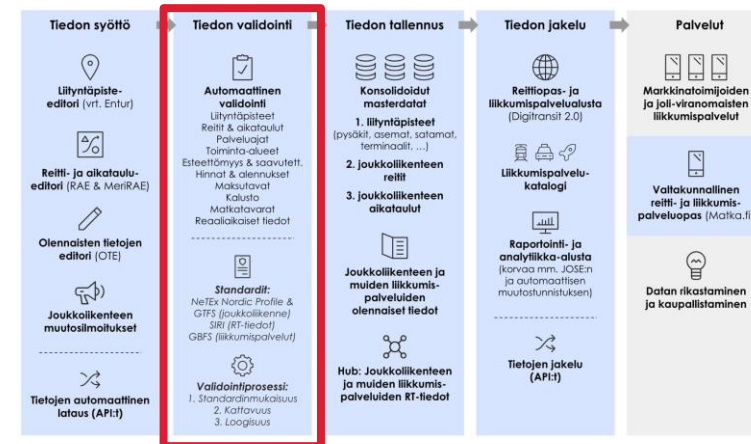 Tiedon syöttö
Liityntäpiste-
editori (vrt. Entur)
Reitti- ja aikataulu-
editori (RAE & MeriRAE)
Olennaisten tietojen
editori (OTE)
Joukkoliikenteen
muutosilmoitukset
Tietojen automaattinen
lataus (API:t)
Tiedon validointi
Automaattinen
validointi
Liityntäpisteet
Reitit & aikataulut
Palveluajat
Toiminta-alueet
Esteettömyys & saavutett.
Hinnat & alennukset
Maksutavat
Kalusto
Matkatavarat
Reaaliaikaiset tiedot
Standardit:
NeTEx Nordic Profile &
GTFS (joukkoliikenne)
SIRI (RT-tiedot)
GBFS (liikkumispalvelut)
Validointiprosessi:
1. Standardinmukaisuus
2. Kattavuus
3. Loogisuus
Tiedon tallennus
Konsolidoidut
masterdatat
1. liityntäpisteet
(pysäkit, asemat, satamat,
terminaalit, ...)
2. joukkoliikenteen
reitit
3. joukkoliikenteen
aikataulut
Joukkoliikenteen ja
muiden liikkumis-
palveluiden
olennaiset tiedot
Hub: Joukkoliikenteen
ja muiden liikkumis-
palveluiden RT-tiedot
Tiedon jakelu
Reittiopas- ja
liikkumispalvelualusta
(Digitransit 2.0)
Liikkumispalvelu-
katalogi
Raportointi- ja
analytiikka-alusta
(korvaa mm. JOSE:n
ja automaattisen
muutostunnistuksen)
Tietojen jakelu
(API:t)
Palvelut
Markkinatoimijoiden
ja joli-viranomaisten
liikkumispalvelut
Valtakunnallinen
reitti- ja liikkumis-
palveluopas (Matka.fi)
Datan rikastaminen
ja kaupallistaminen